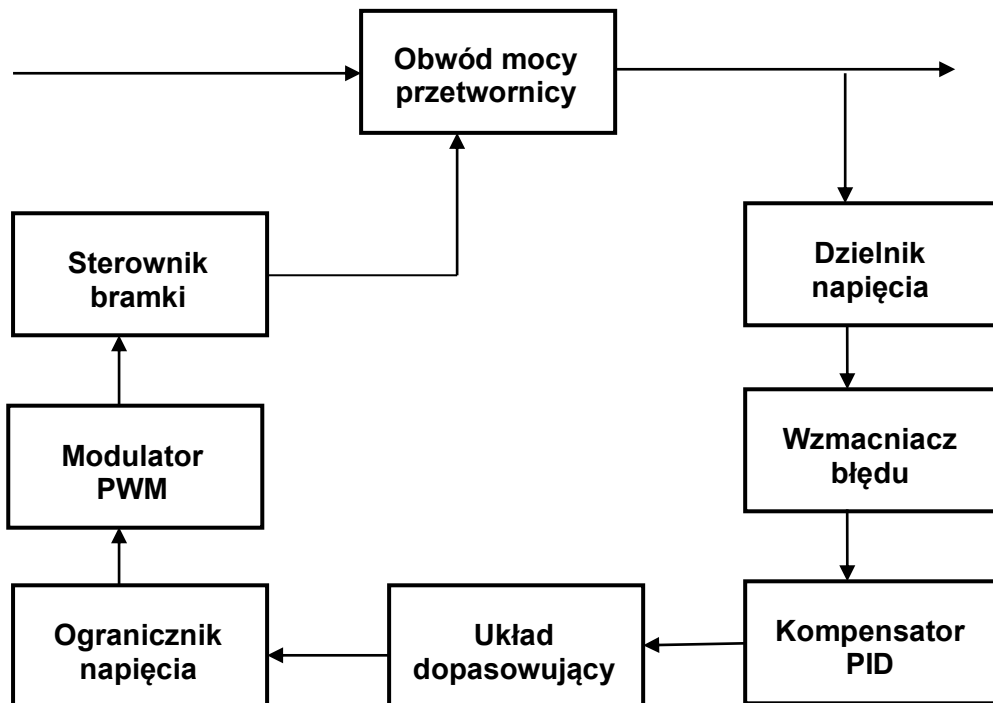 Obwód mocy
przetwornicy
Sterownik
bramki
Dzielnik
napięcia
Modulator
PWM
Wzmacniacz
błędu
Ogranicznik
napięcia
Układ
dopasowujący
Kompensator
PID